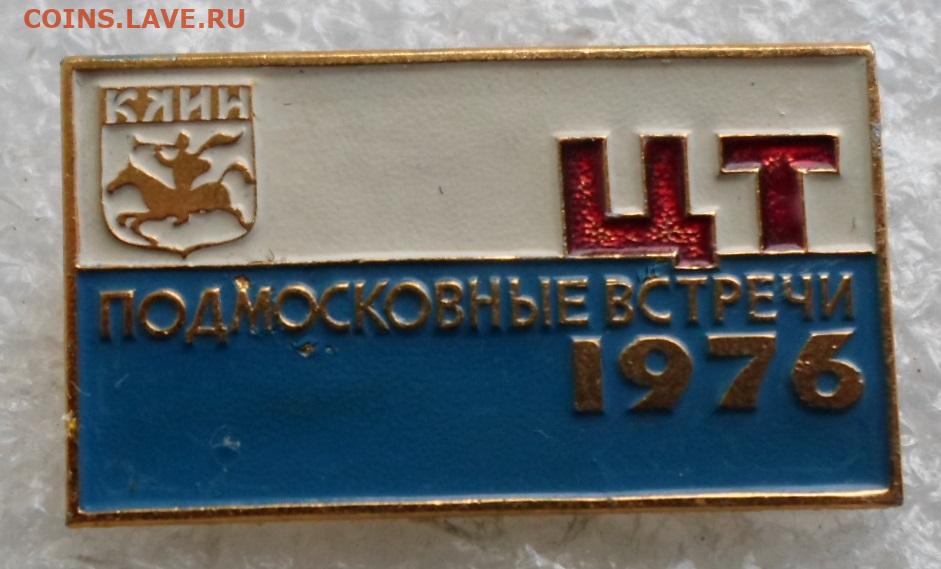 COINS.LAVE.RU
КЛИН
ЦТ
ПОДМОСКОВНЫЕ ВСТРЕЧИ
1976